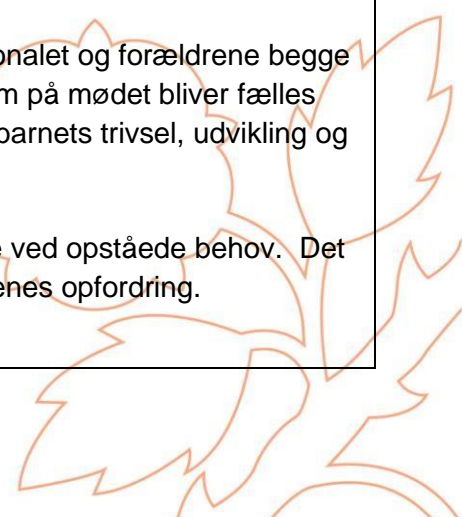 onalet og forældrene begge
m på mødet bliver fælles
barnets trivsel, udvikling og
e ved opståede behov.  Det
enes opfordring.